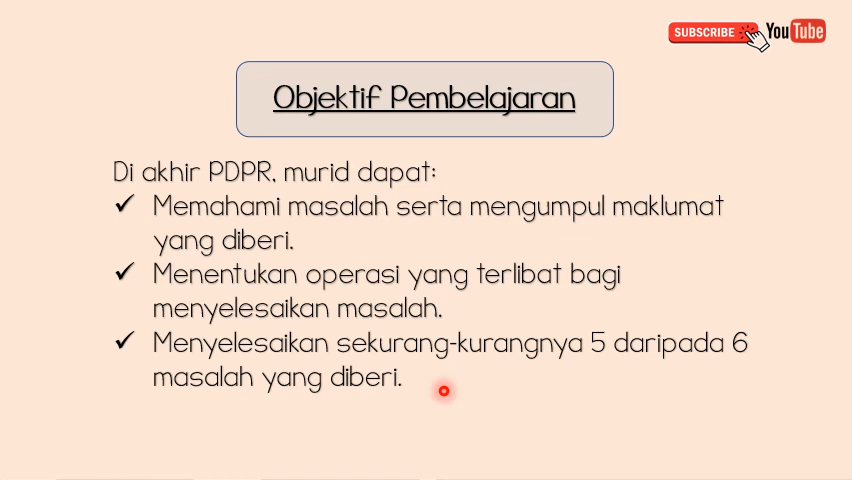 SUBSCRIBE YouTube
Objektif Pembelajaran
Di akhir PDPR, murid dapat:
✓ Memahami masalah serta mengumpul maklumat
yang diberi.
✓ Menentukan operasi yang terlibat bagi
menyelesaikan masalah.
✓ Menyelesaikan sekurang-kurangnya 5 daripada 6
masalah yang diberi.